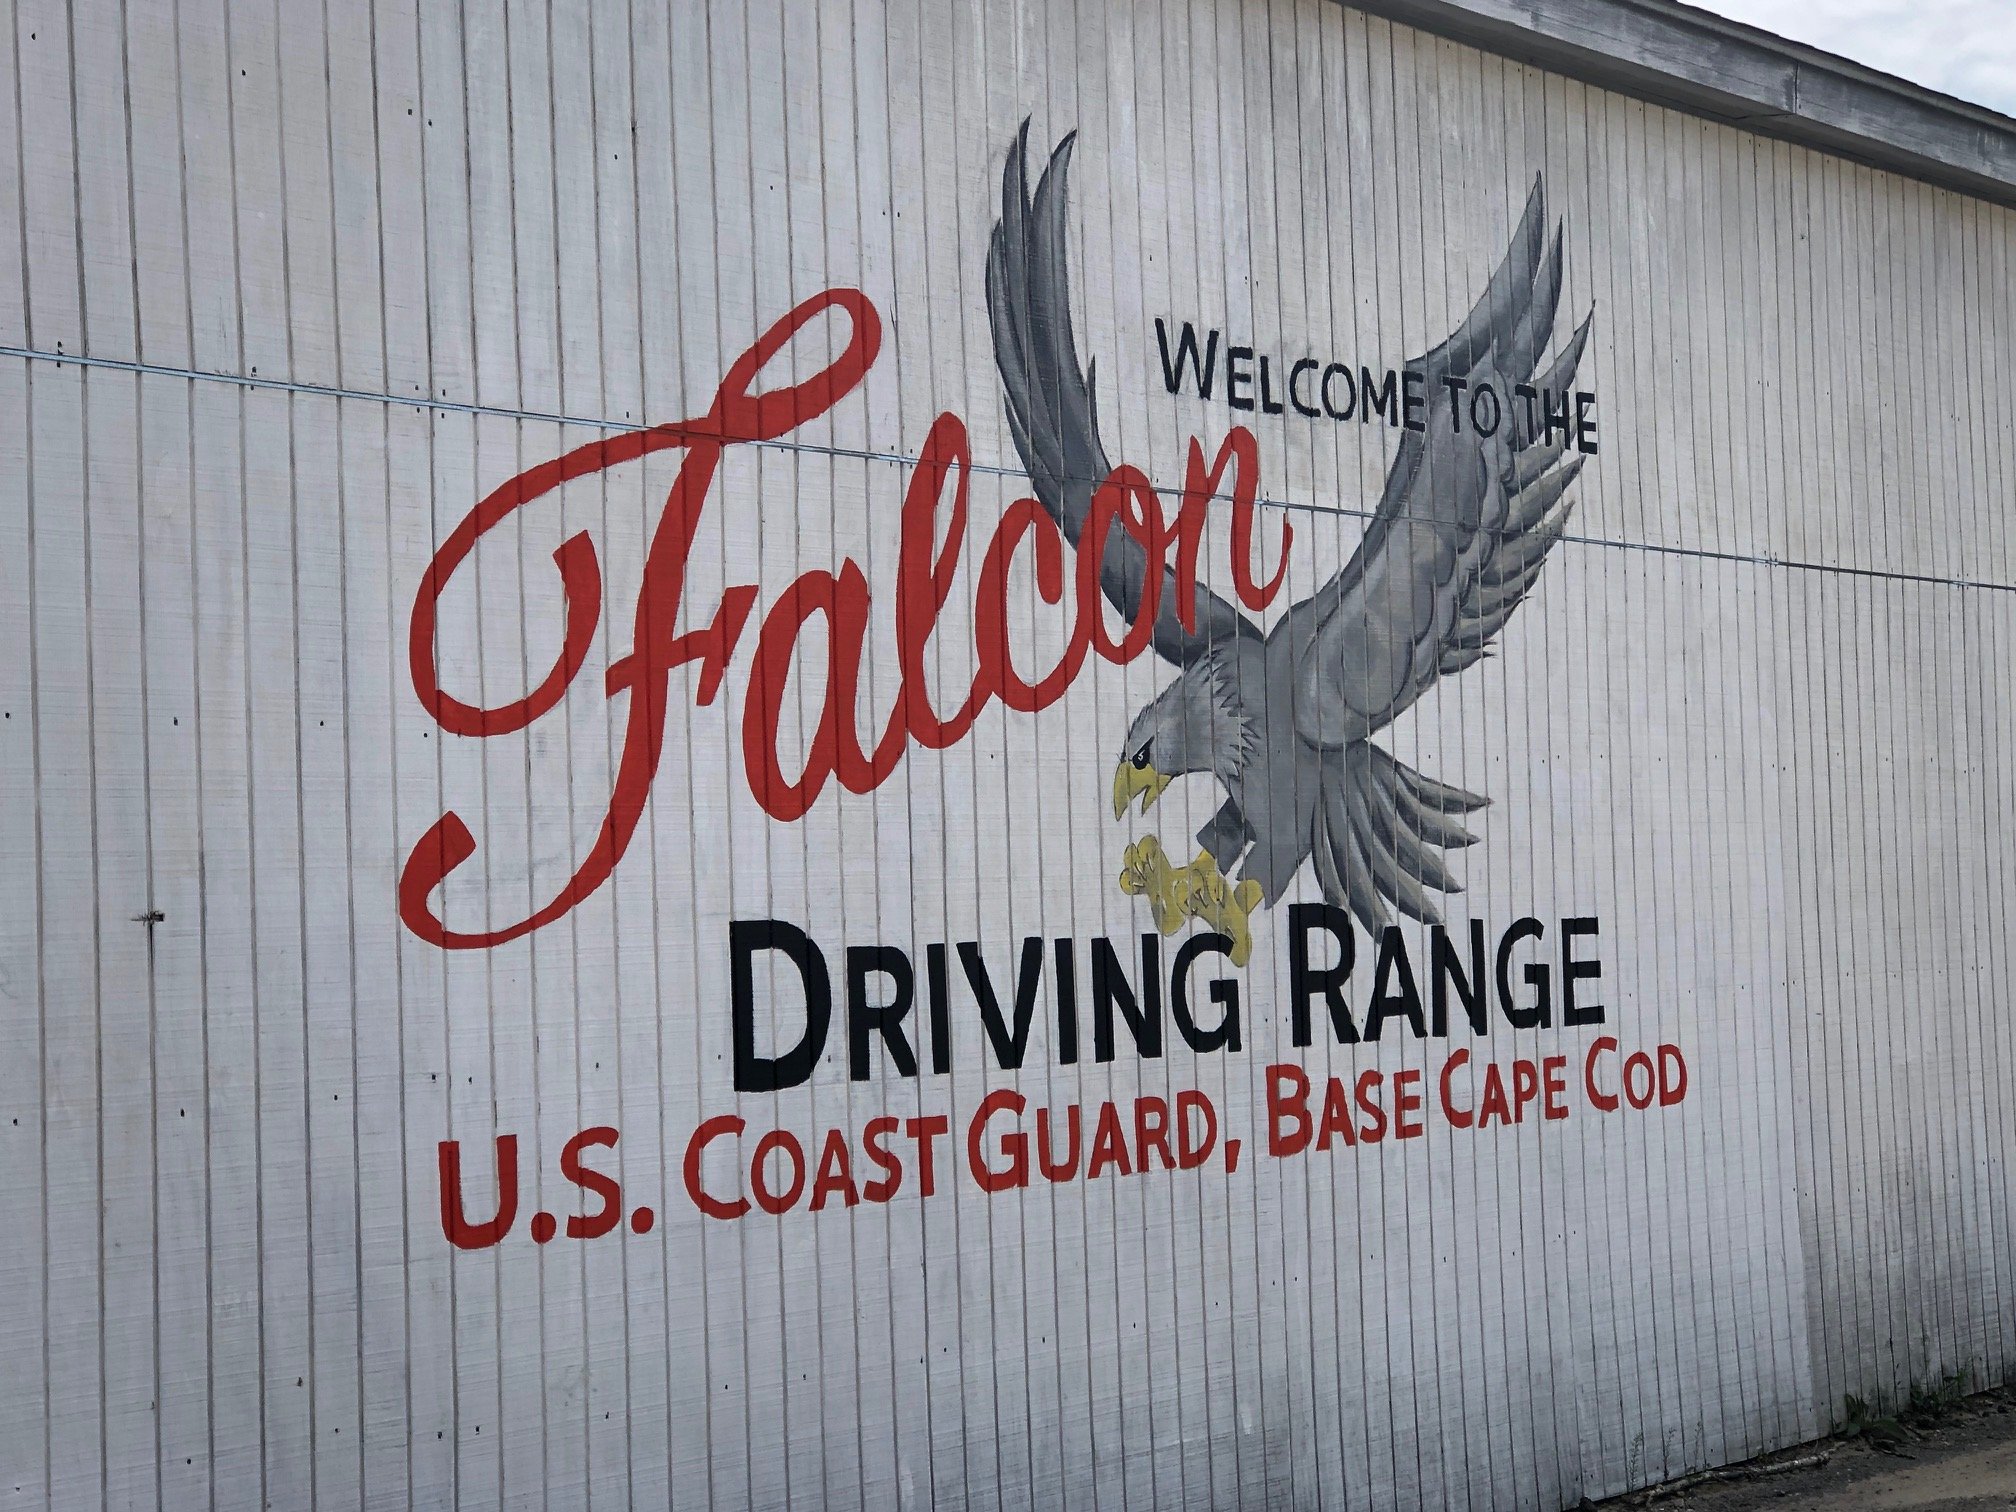 WELCOME TO THE
Falcon
DRIVING RANGE
U.S. COAST GUARD, BASE CAPE COD